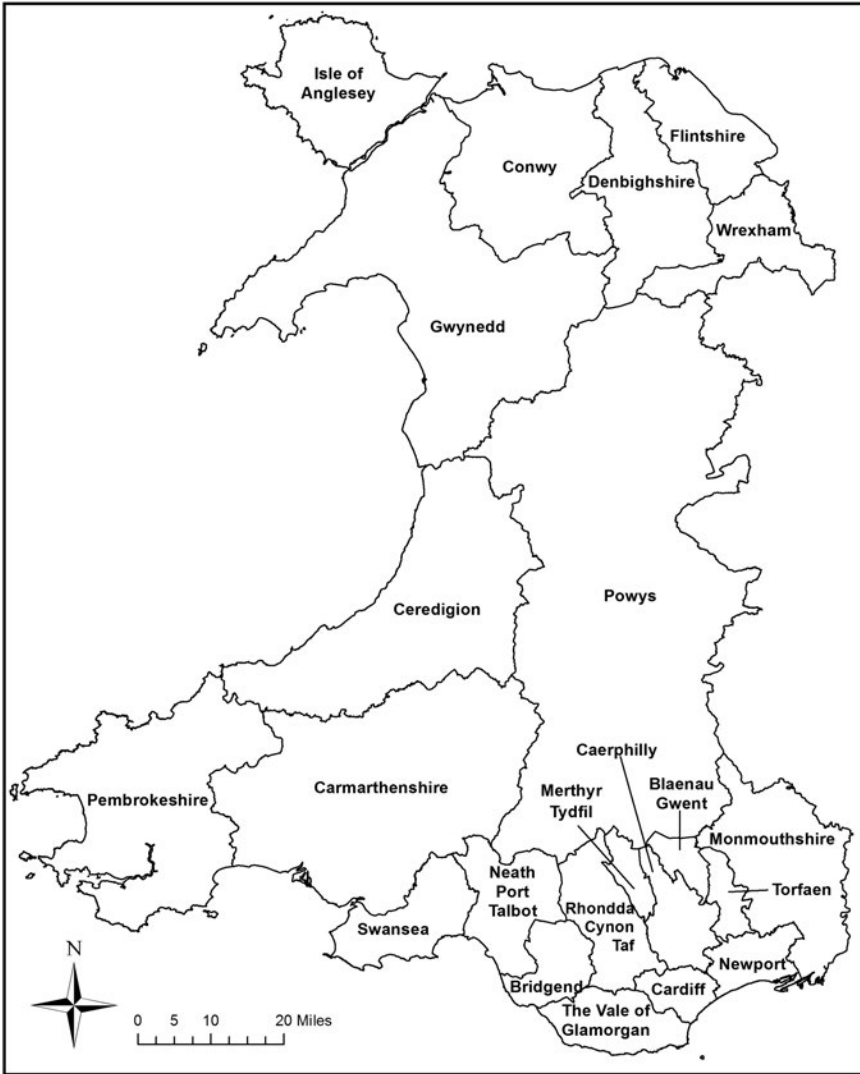 Isle of
Anglesey
Flintshire
Conwy
Denbighshire
Wrexham
Gwynedd
Powys
Ceredigion
Caerphilly
Blaenau
Gwent
Merthyr
Tydfil
Carmarthenshire
Pembrokeshire
Monmouthshire
Neath
Port
Talbot
Torfaen
Rhondda
Cynon
Taf
Swansea
Newport
Bridgend
Cardiff
The Vale of
Glamorgan
N
0 5 10 20 Miles